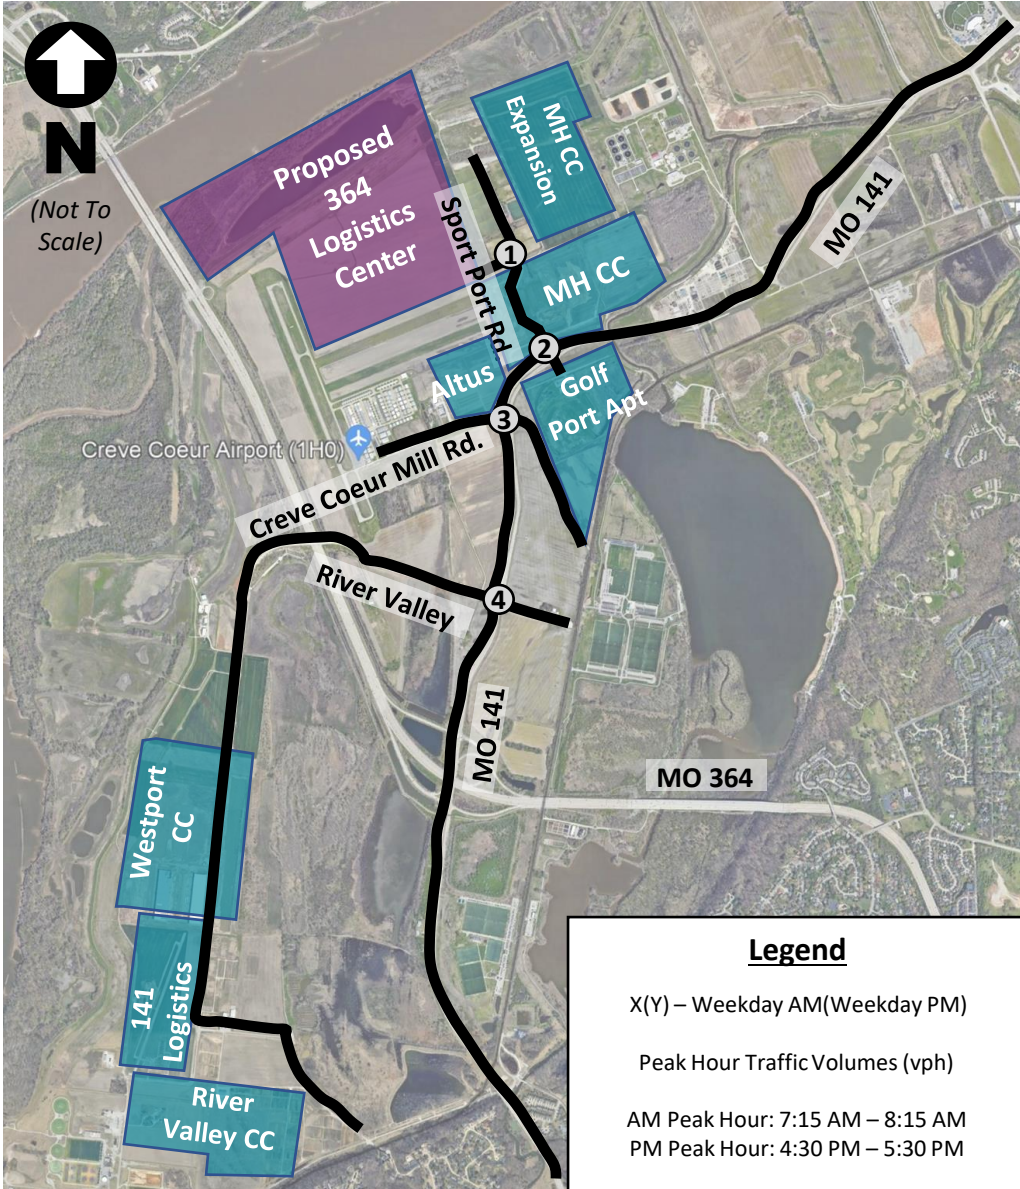 N
(Not To
Scale)
Proposed
364
Logistics
Center
MH CC
Expansion
Sport Port Rd
1
MH CC
MO 141
2
Altus
Golf
Port Apt
3
Creve Coeur Airport (1H0)
Creve Coeur Mill Rd.
River Valley
4
MO 141
MO 364
Westport
CC
141
Logistics
River
Valley CC
Legend
X(Y) – Weekday AM(Weekday PM)
Peak Hour Traffic Volumes (vph)
AM Peak Hour: 7:15 AM – 8:15 AM
PM Peak Hour: 4:30 PM – 5:30 PM